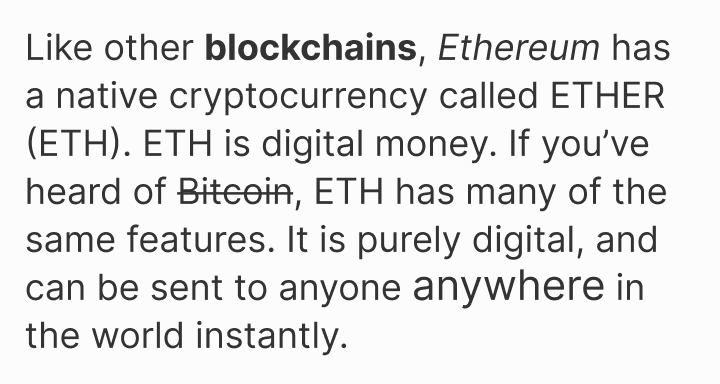 Like other blockchains, Ethereum has
a native cryptocurrency called ETHER
(ETH). ETH is digital money. If you’ve
heard of Bitcoin, ETH has many of the
same features. It is purely digital, and
can be sent to anyone anywhere in
the world instantly.